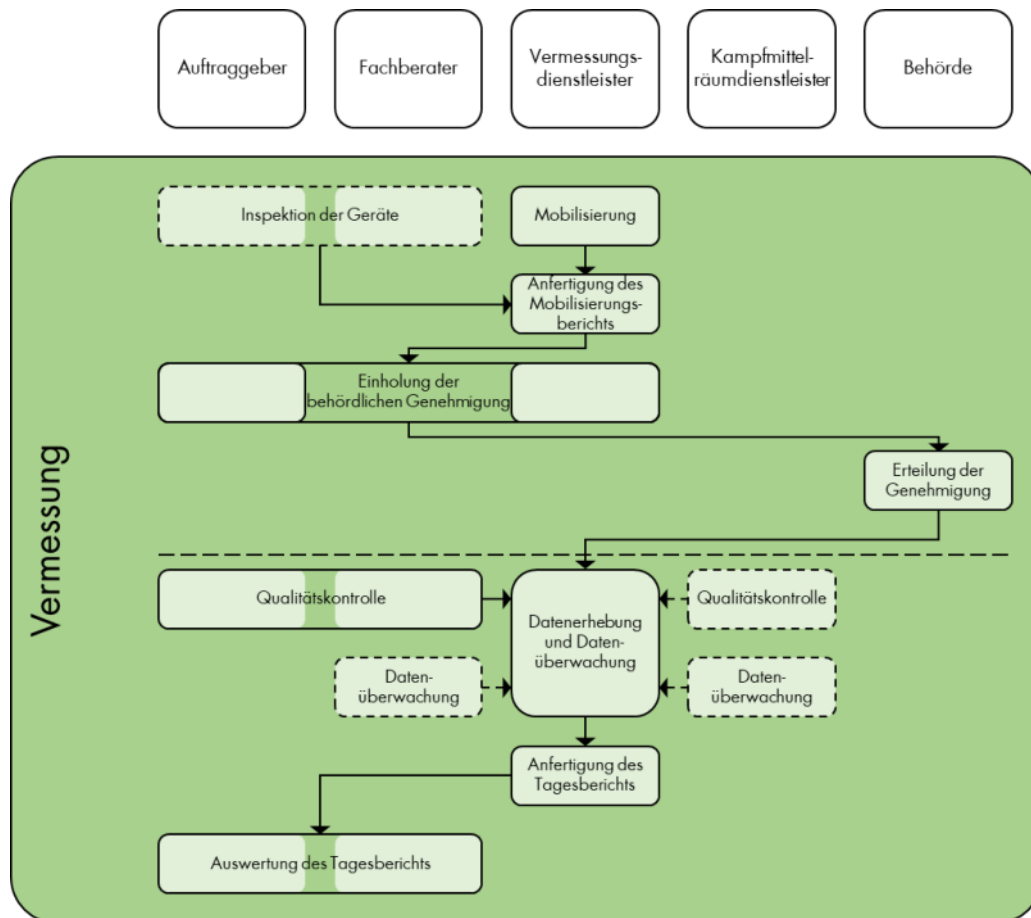 Auftraggeber
Fachberater
Vermessungs-
dienstleister
Kampfmittel-
räumdienstleister
Behörde
Vermessung
Inspektion der Geräte
Mobilisierung
Anfertigung des
Mobilisierungs-
berichts
Einholung der
behördlichen Genehmigung
Erteilung der
Genehmigung
Qualitätskontrolle
Datenerhebung
und Daten-
überwachung
Qualitätskontrolle
Daten-
überwachung
Daten-
überwachung
Anfertigung des
Tagesberichts
Auswertung des Tagesberichts